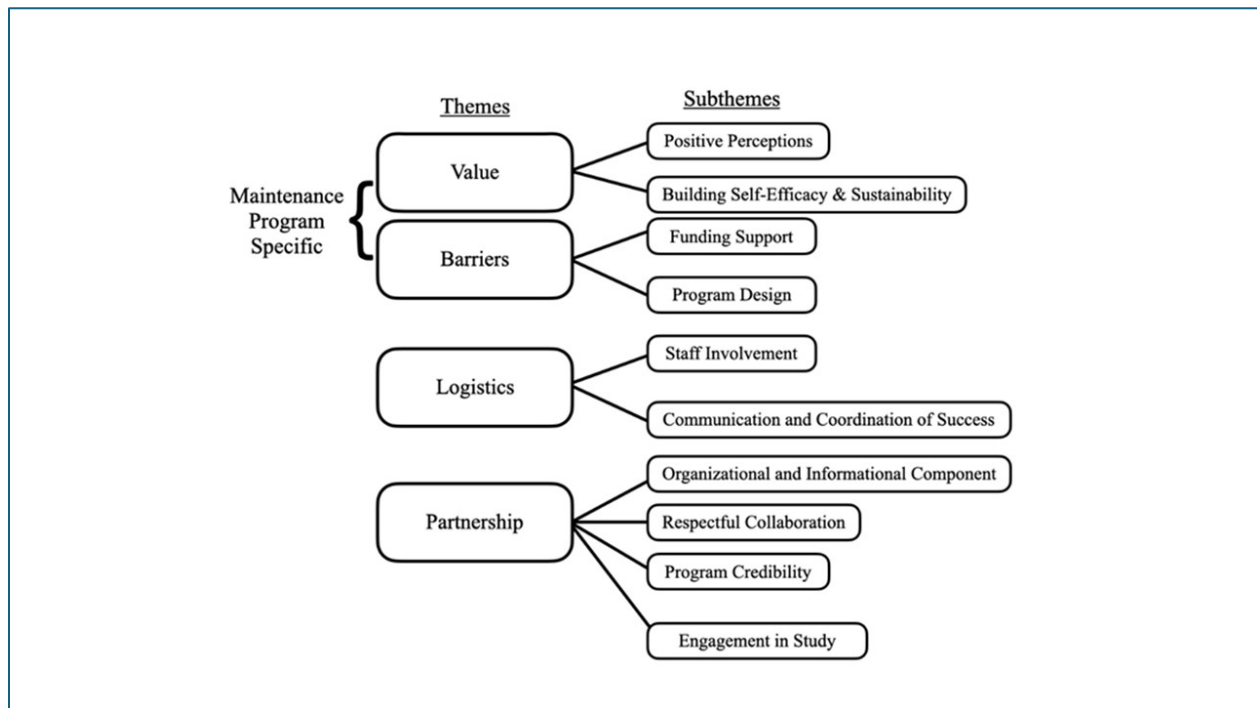 Themes
Subthemes
Maintenance
Program
Specific
Value
Positive Perceptions
Building Self-Efficacy & Sustainability
Barriers
Funding Support
Program Design
Logistics
Staff Involvement
Communication and Coordination of Success
Partnership
Organizational and Informational Component
Respectful Collaboration
Program Credibility
Engagement in Study